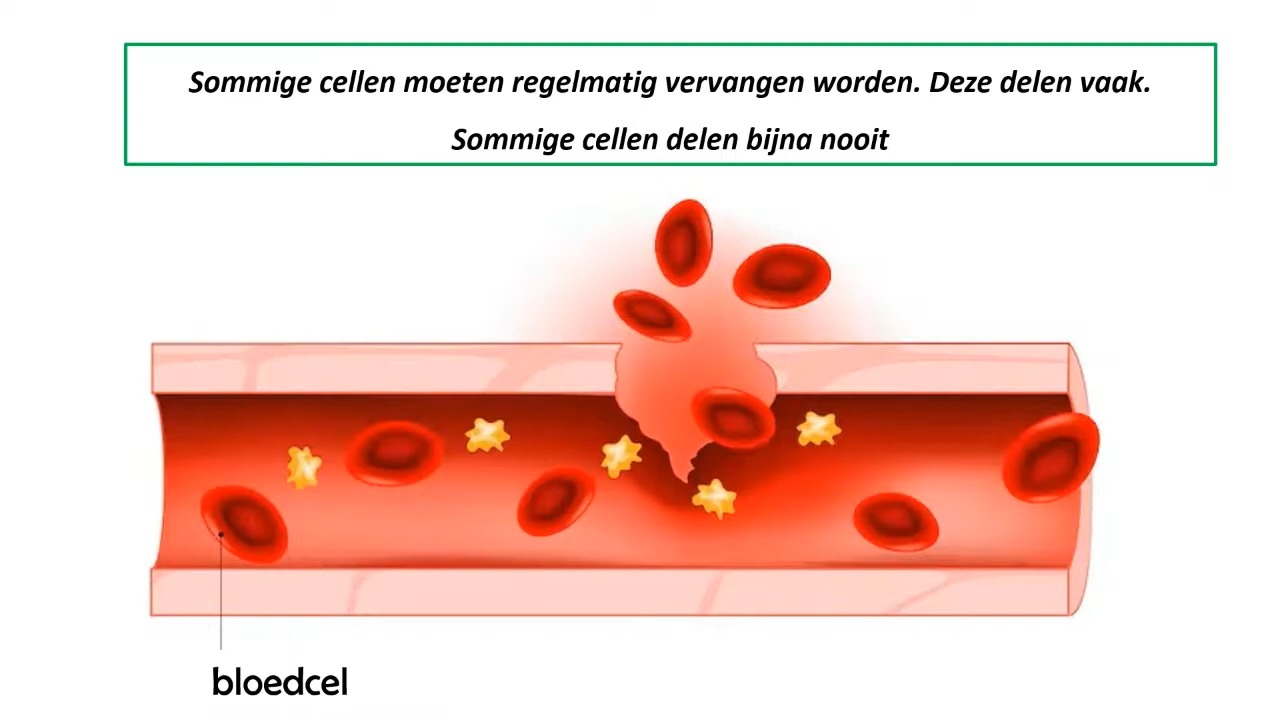 Sommige cellen moeten regelmatig vervangen worden. Deze delen vaak.
Sommige cellen delen bijna nooit
bloedcel